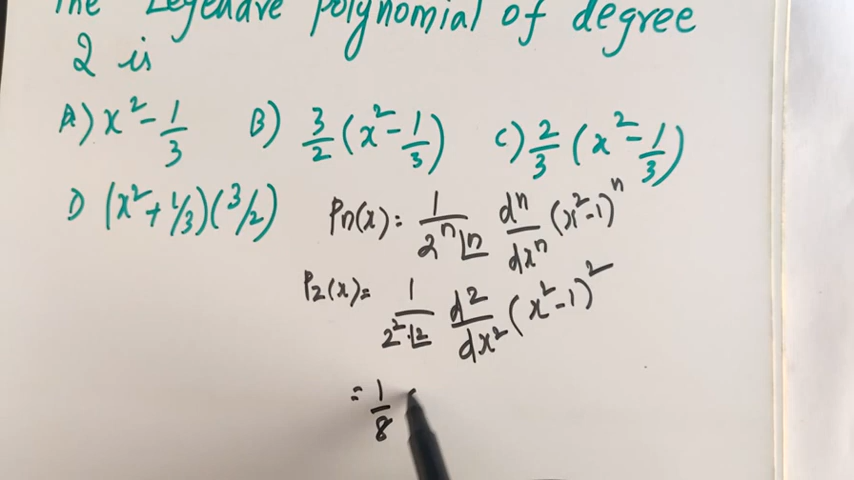 The Legendre polynomial of degree
2 is
A) x² - 1/3 B) 3/2 (x² - 1/3) C) 2/3 (x² - 1/3)
D (x² + 1/3)(3/2)
Pn(x) = 1/(2ⁿ |n) dⁿ/dxⁿ (x²-1)ⁿ
P2(x) = 1/(2²·|2) d²/dx² (x²-1)²
= 1/8